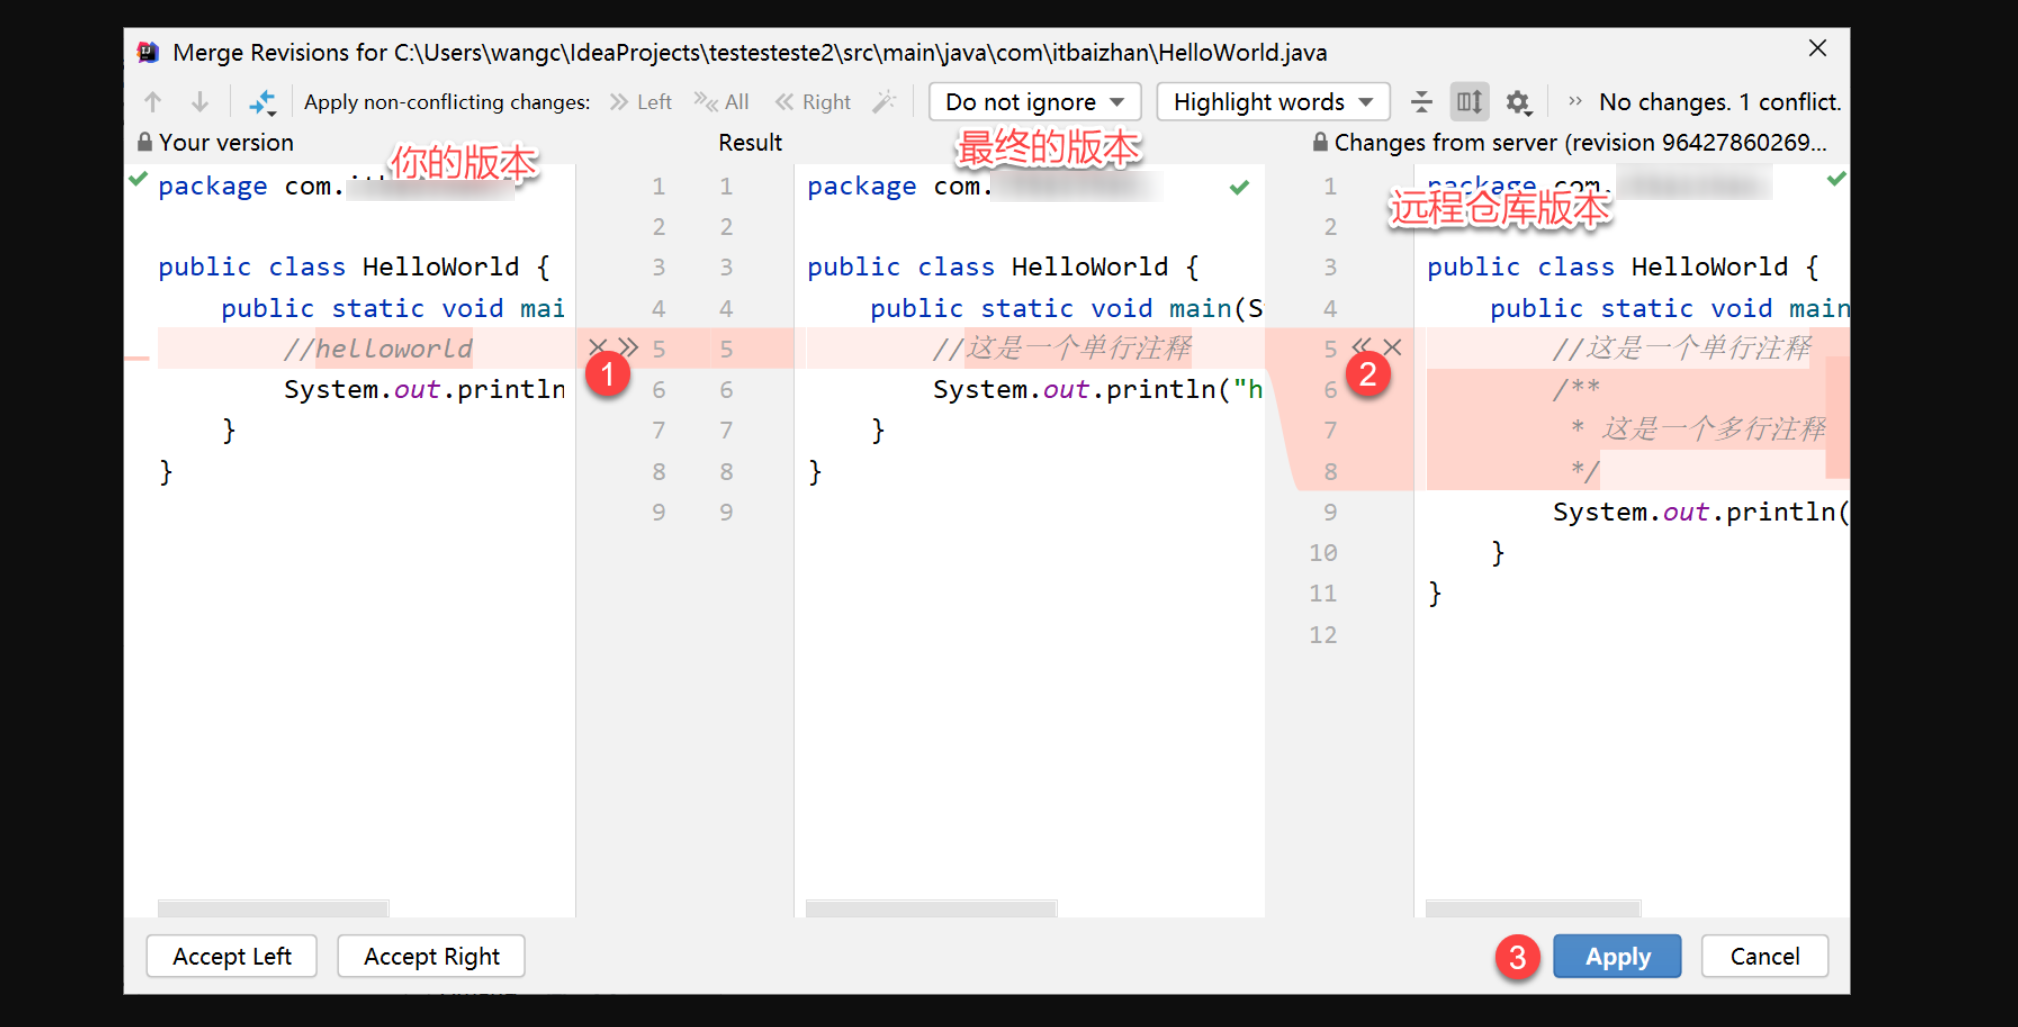 Merge Revisions for C:\Users\wangc\IdeaProjects\testestesteste2\src\main\java\com\itbaizhan\HelloWorld.java
Apply non-conflicting changes: Left All Right Do not ignore Highlight words No changes. 1 conflict.
Your version
你的版本
package com.
public class HelloWorld {
public static void mai
//helloworld
System.out.println
}
}
1
2
3
4
5
6
7
8
9
1
Result
最终的版本
1
2
3
4
5
6
7
8
9
package com.
public class HelloWorld {
public static void main(S
//这是一个单行注释
System.out.println("h
}
}
Changes from server (revision 96427860269...
远程仓库版本
1
2
3
4
5
6
7
8
9
10
11
12
2
package com.
public class HelloWorld {
public static void main
//这是一个单行注释
/**
* 这是一个多行注释
*/
System.out.println(
}
}
Accept Left Accept Right 3 Apply Cancel